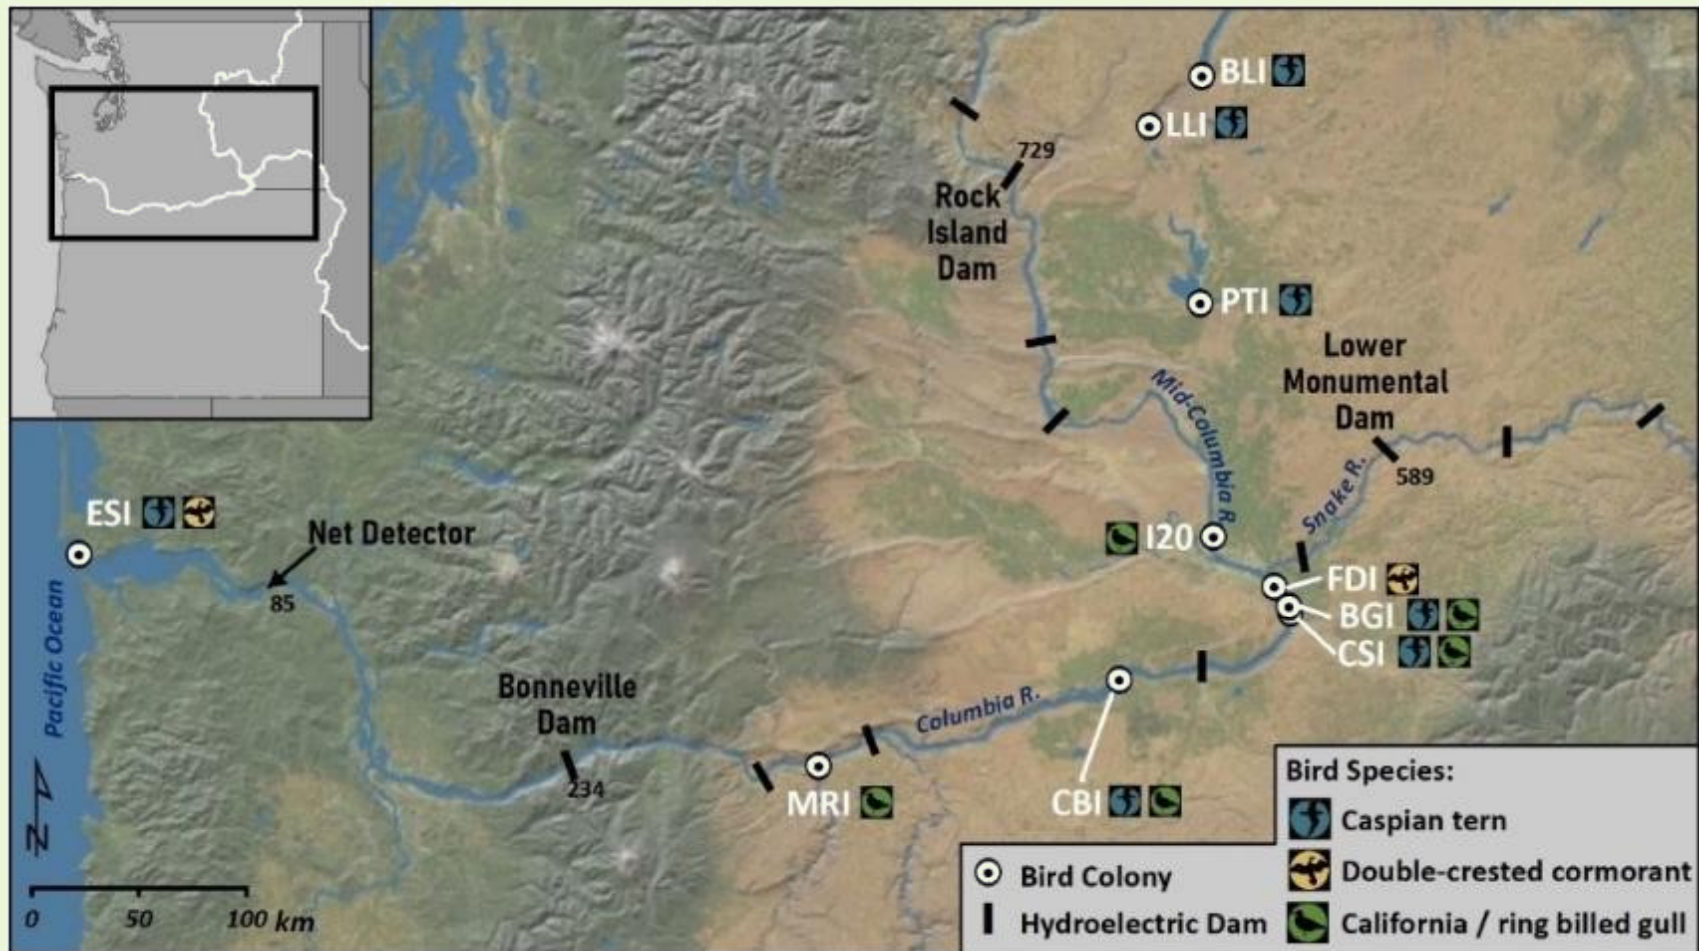 BLI
LLI
729
Rock
Island
Dam
PTI
Lower
Monumental
Dam
Mid-Columbia R.
589
Snake R.
ESI
Net Detector
85
I20
FDI
BGI
CSI
Pacific Ocean
Bonneville
Dam
234
Columbia R.
MRI
CBI
N
0 50 100 km
Bird Species:
Caspian tern
Double-crested cormorant
California / ring billed gull
Bird Colony
Hydroelectric Dam